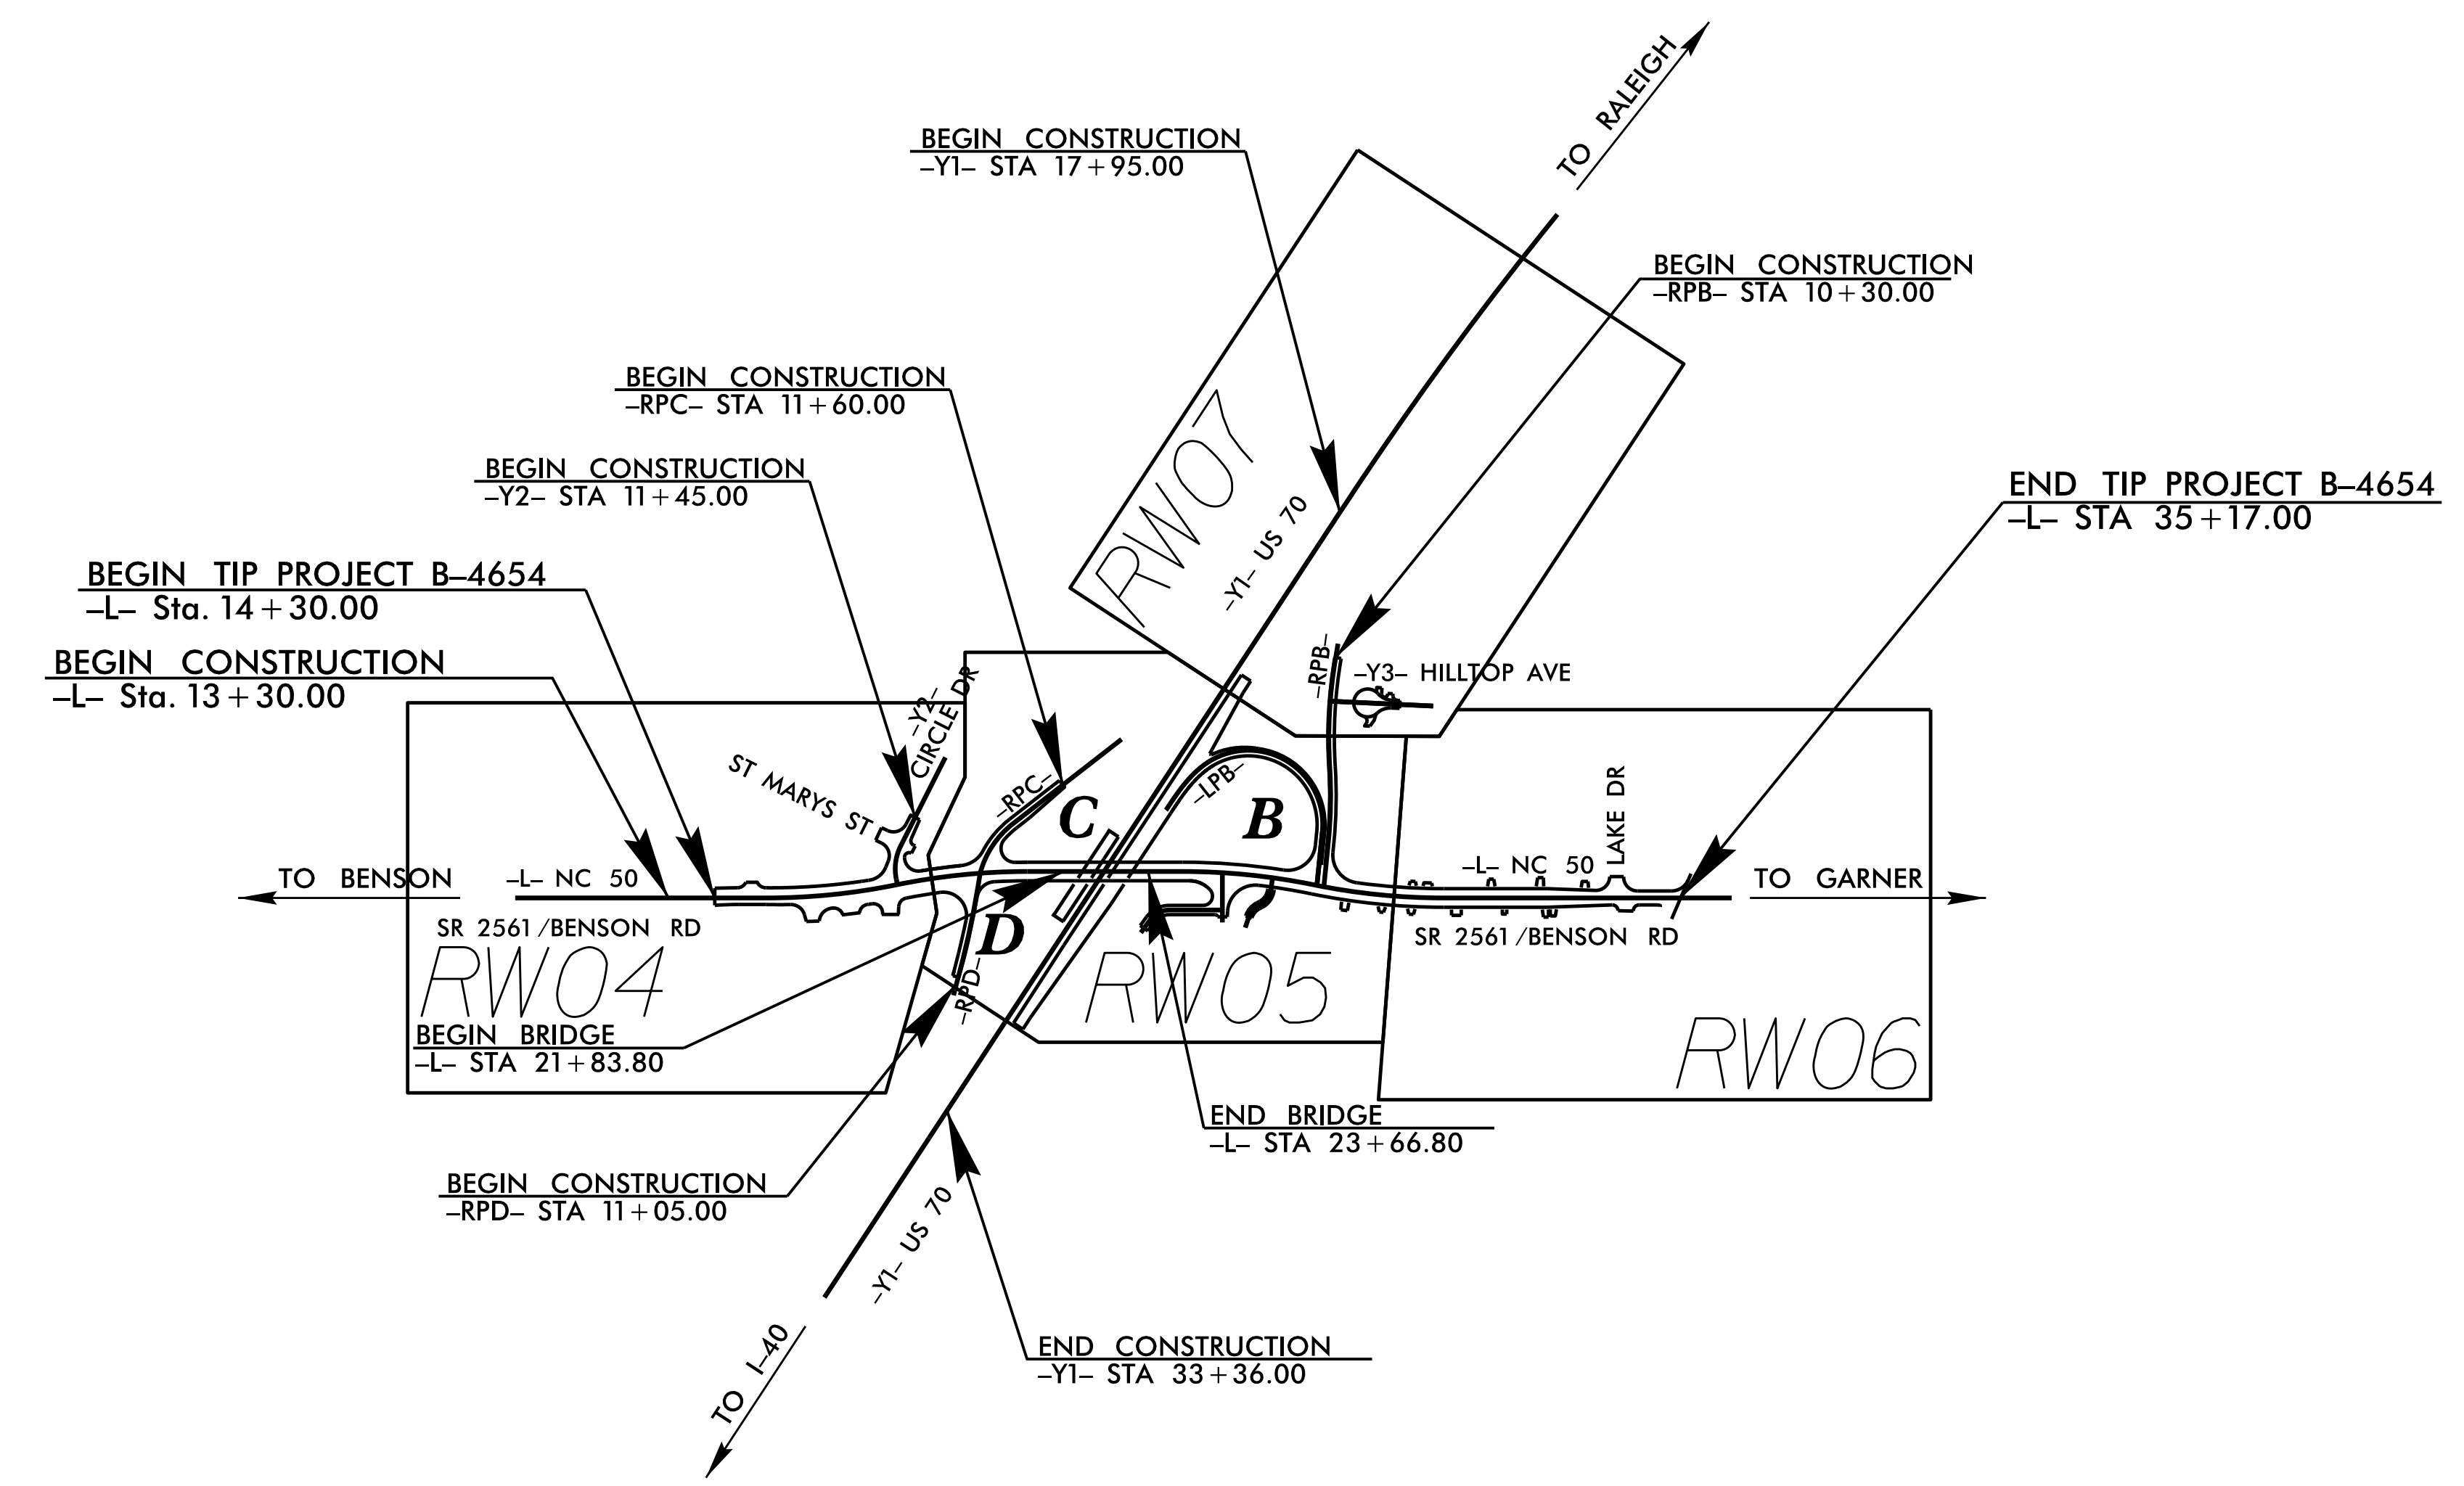 TO RALEIGH
BEGIN CONSTRUCTION
–Y1– STA 17+95.00
BEGIN CONSTRUCTION
–RPB– STA 10+30.00
BEGIN CONSTRUCTION
–RPC– STA 11+60.00
BEGIN CONSTRUCTION
–Y2– STA 11+45.00
RW07
–Y1– US 70
END TIP PROJECT B–4654
–L– STA 35+17.00
BEGIN TIP PROJECT B–4654
–L– Sta. 14+30.00
BEGIN CONSTRUCTION
–L– Sta. 13+30.00
–RPB–
–Y3– HILLTOP AVE
–Y2–
CIRCLE DR
ST MARYS ST
–RPC–
–LPB–
C
B
LAKE DR
TO BENSON
–L– NC 50
–L– NC 50
TO GARNER
SR 2561/BENSON RD
D
SR 2561/BENSON RD
RW04
–RPD–
RW05
RW06
BEGIN BRIDGE
–L– STA 21+83.80
END BRIDGE
–L– STA 23+66.80
BEGIN CONSTRUCTION
–RPD– STA 11+05.00
–Y1– US 70
END CONSTRUCTION
–Y1– STA 33+36.00
TO I–40